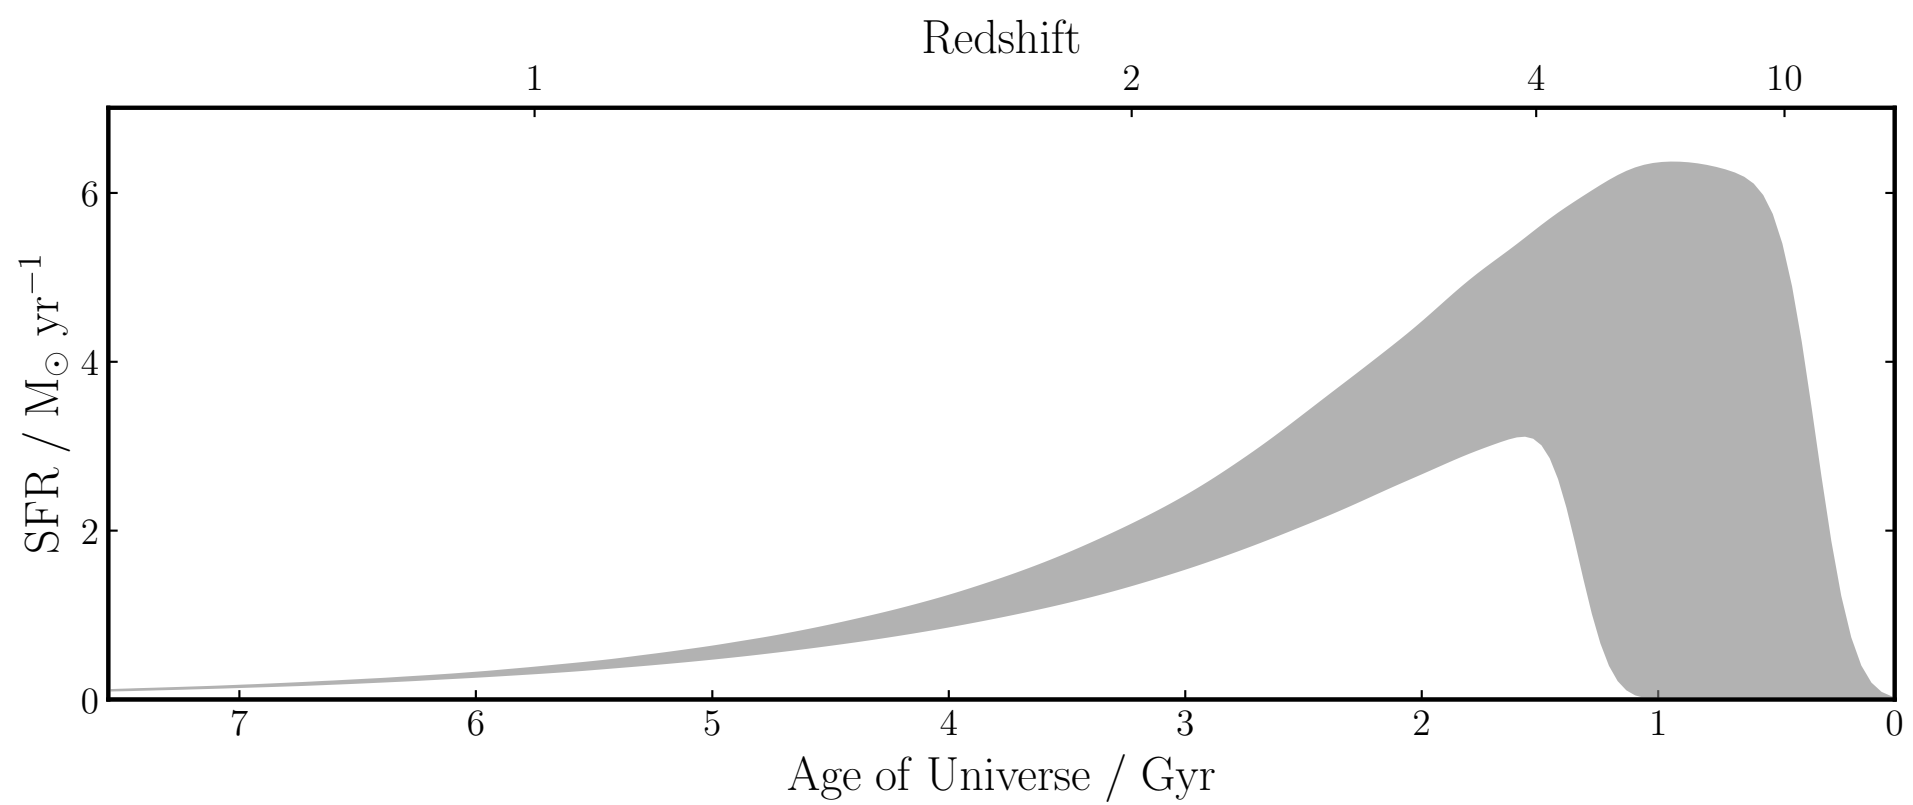 Redshift
1 2 4 10
6
4
2
0
SFR / M⊙ yr−1
7 6 5 4 3 2 1 0
Age of Universe / Gyr